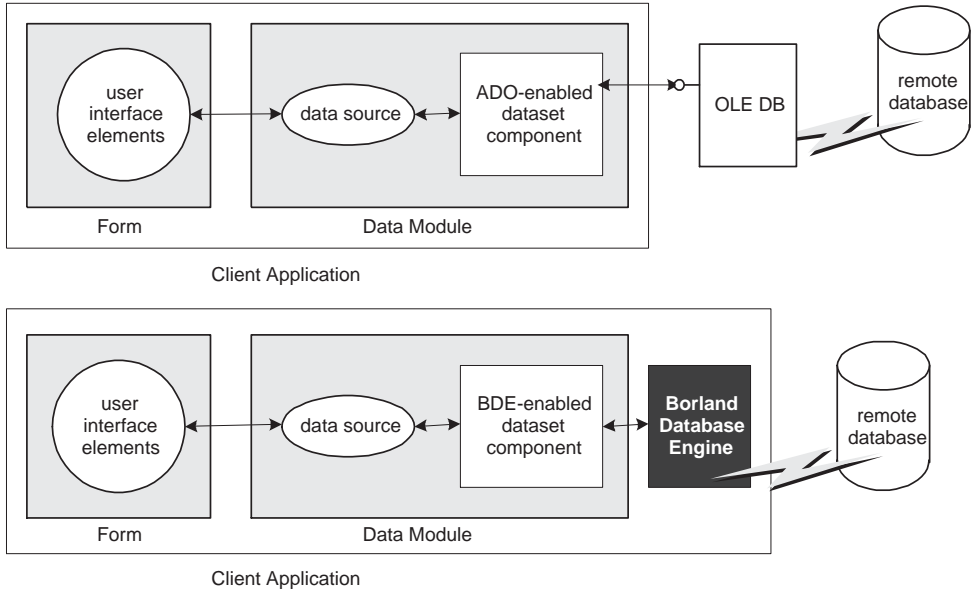 user
interface
elements
data source
ADO-enabled
dataset
component
OLE DB
remote
database
Form
Data Module
Client Application
user
interface
elements
data source
BDE-enabled
dataset
component
Borland
Database
Engine
remote
database
Form
Data Module
Client Application